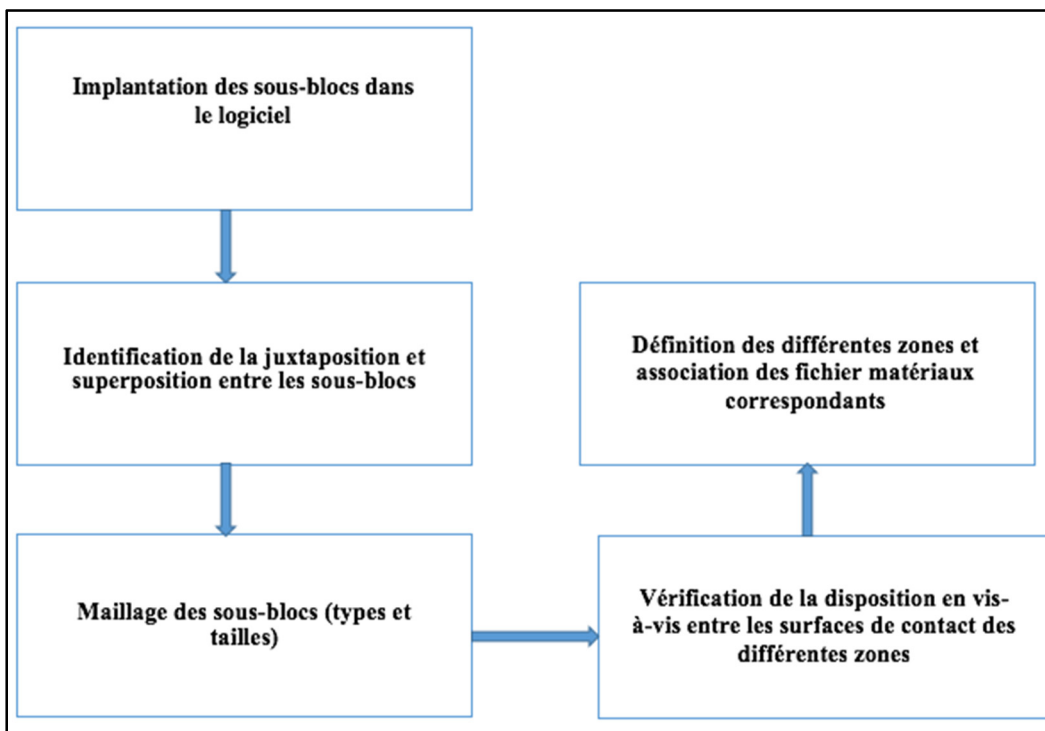 Implantation des sous-blocs dans
le logiciel
Identification de la juxtaposition et
superposition entre les sous-blocs
Maillage des sous-blocs (types et
tailles)
Vérification de la disposition en vis-
à-vis entre les surfaces de contact des
différentes zones
Définition des différentes zones et
association des fichier matériaux
correspondants